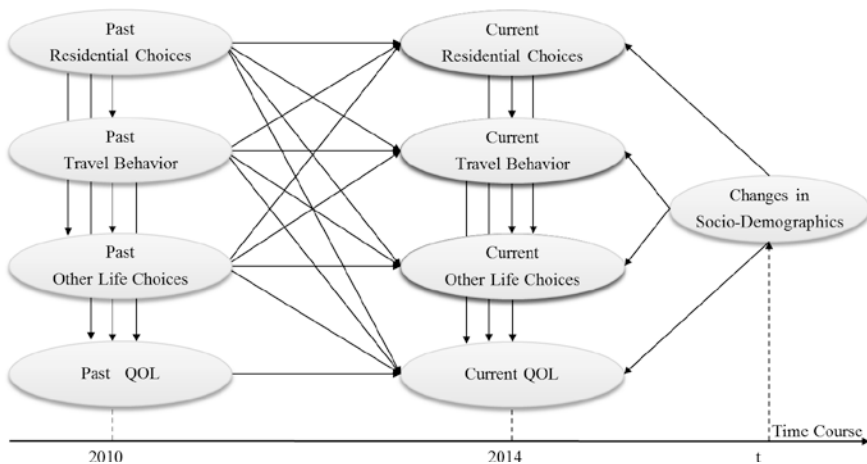 Past
Residential Choices
Current
Residential Choices
Past
Travel Behavior
Current
Travel Behavior
Changes in
Socio-Demographics
Past
Other Life Choices
Current
Other Life Choices
Past QOL
Current QOL
Time Course
2010
2014
t